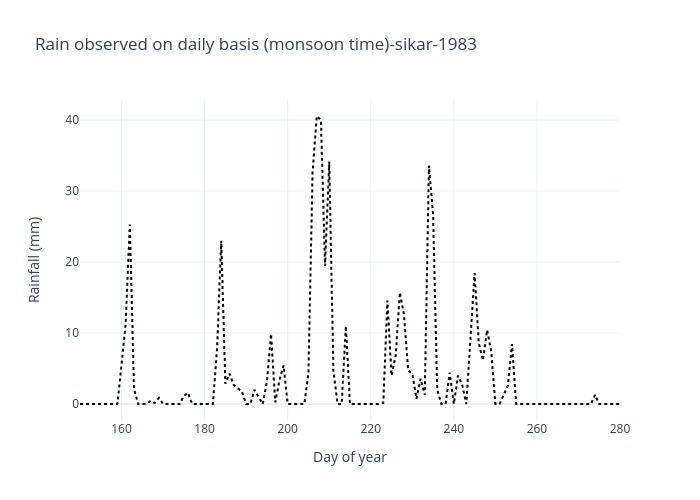 Rain observed on daily basis (monsoon time)-sikar-1983
40
30
20
10
0
Rainfall (mm)
160 180 200 220 240 260 280
Day of year